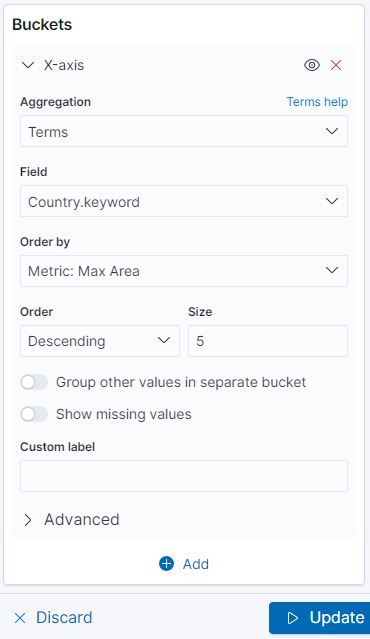 Buckets
X-axis
Aggregation Terms help
Terms
Field
Country.keyword
Order by
Metric: Max Area
Order Size
Descending 5
Group other values in separate bucket
Show missing values
Custom label
Advanced
Add
Discard Update